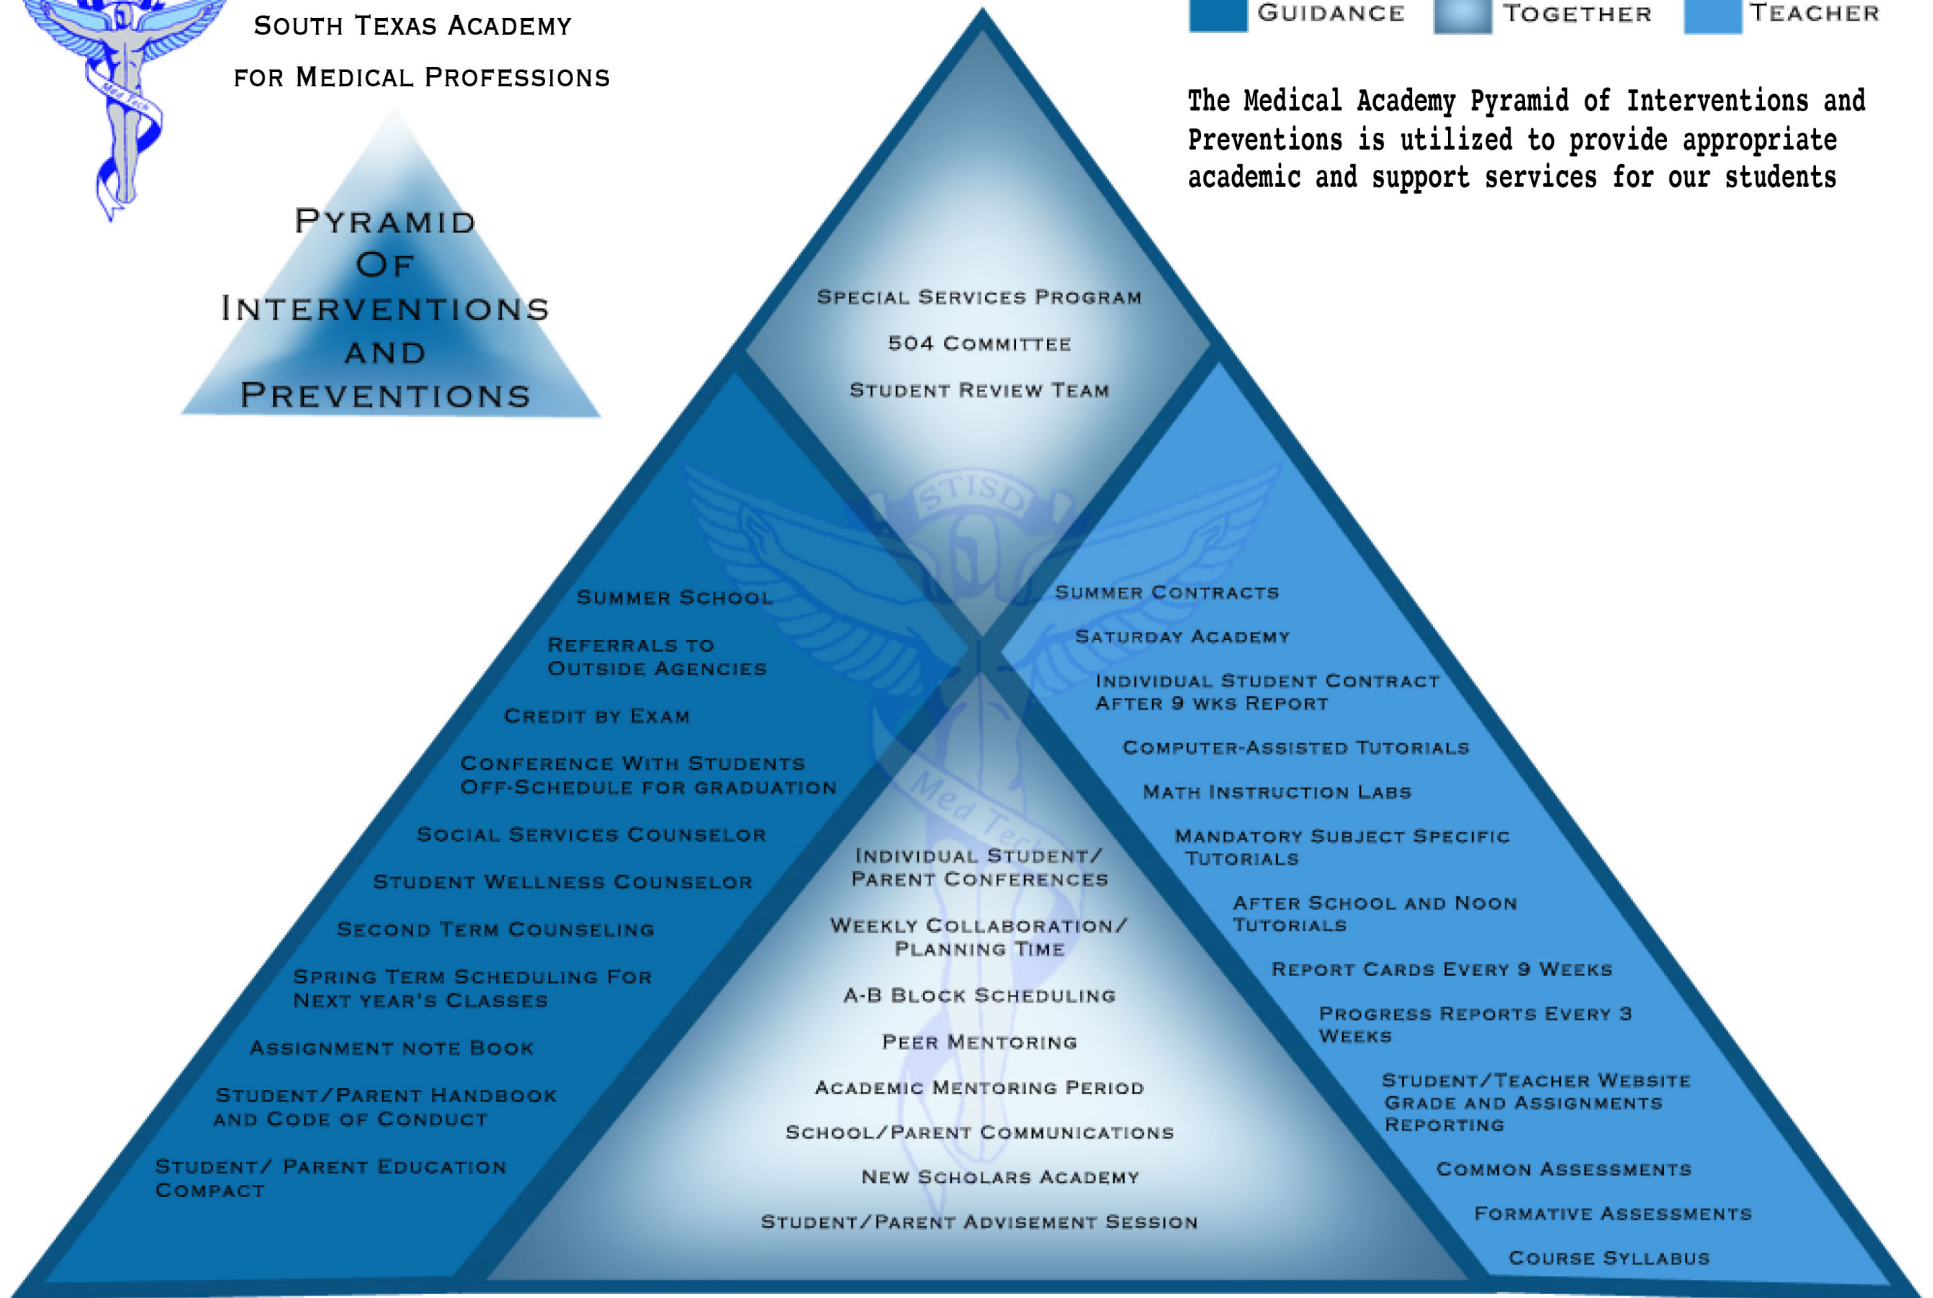 South Texas Academy
for Medical Professions
Med Tech
Pyramid
Of
Interventions
and
Preventions
Guidance
Together
Teacher
The Medical Academy Pyramid of Interventions and
Preventions is utilized to provide appropriate
academic and support services for our students
Special Services Program
504 Committee
Student Review Team
STISD
Med Tech
Summer School
Referrals to
Outside Agencies
Credit by Exam
Conference With Students
Off-Schedule for graduation
Social Services Counselor
Student Wellness Counselor
Second Term Counseling
Spring Term Scheduling For
Next year's Classes
Assignment note Book
Student/Parent Handbook
and Code of Conduct
Student/ Parent Education
Compact
Individual Student/
Parent Conferences
Weekly Collaboration/
Planning Time
A-B Block Scheduling
Peer Mentoring
Academic Mentoring Period
School/Parent Communications
New Scholars Academy
Student/Parent Advisement Session
Summer Contracts
Saturday Academy
Individual Student Contract
After 9 wks Report
Computer-Assisted Tutorials
Math Instruction Labs
Mandatory Subject Specific
Tutorials
After School and Noon
Tutorials
Report Cards Every 9 Weeks
Progress Reports Every 3
Weeks
Student/Teacher Website
Grade and Assignments
Reporting
Common Assessments
Formative Assessments
Course Syllabus